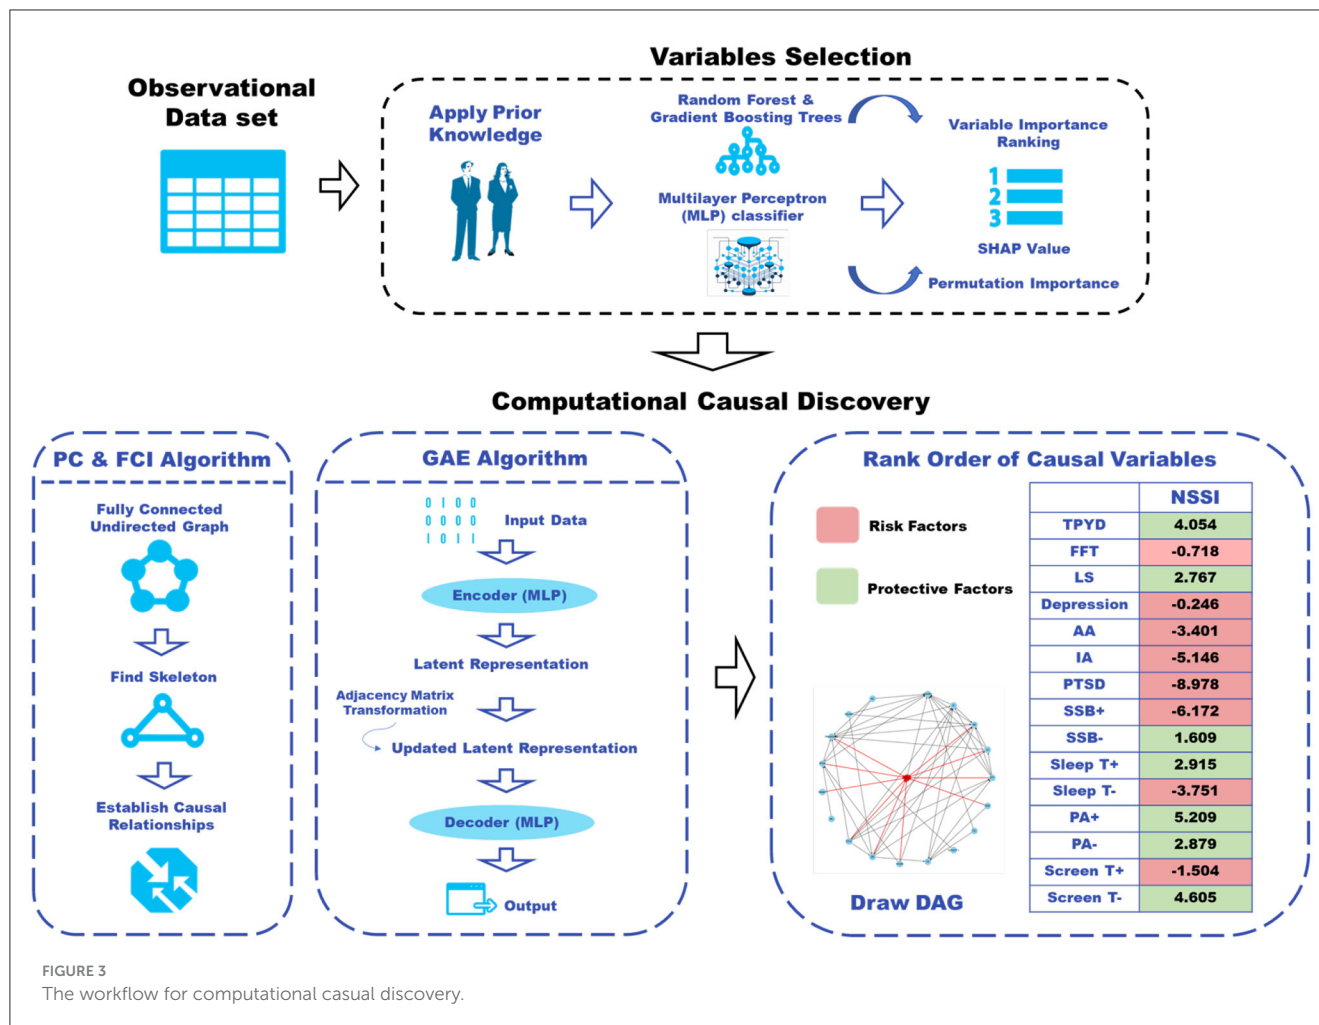 Variables Selection
Observational
Data set
Apply Prior
Knowledge
Random Forest &
Gradient Boosting Trees
Multilayer Perceptron
(MLP) classifier
Variable Importance
Ranking
1
2
3
SHAP Value
Permutation Importance
Computational Causal Discovery
PC & FCI Algorithm
Fully Connected
Undirected Graph
Find Skeleton
Establish Causal
Relationships
GAE Algorithm
0 1 0 0
0 0 0 0
1 0 1 1
Input Data
Encoder (MLP)
Latent Representation
Adjacency Matrix
Transformation
Updated Latent Representation
Decoder (MLP)
Output
Rank Order of Causal Variables
Risk Factors
Protective Factors
Draw DAG
NSSI
TPYD 4.054
FFT -0.718
LS 2.767
Depression -0.246
AA -3.401
IA -5.146
PTSD -8.978
SSB+ -6.172
SSB- 1.609
Sleep T+ 2.915
Sleep T- -3.751
PA+ 5.209
PA- 2.879
Screen T+ -1.504
Screen T- 4.605
FIGURE 3
The workflow for computational casual discovery.